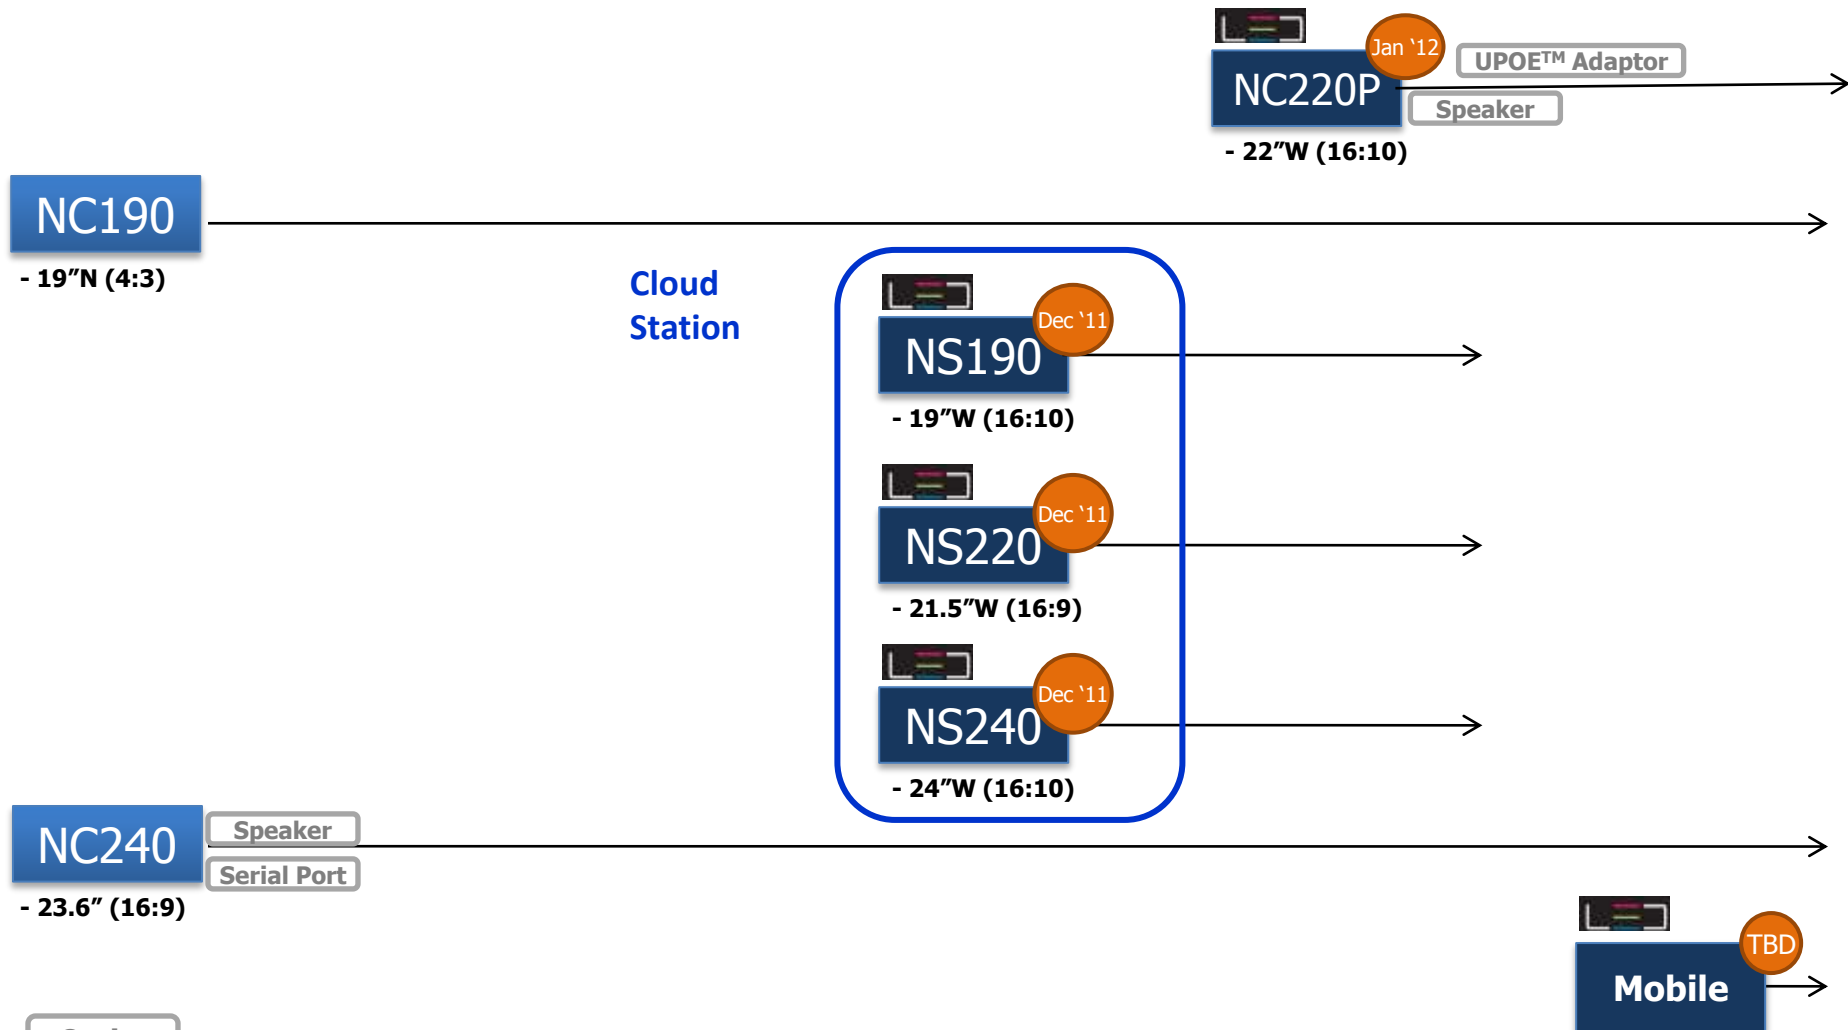 Jan ‘12
UPOE™ Adaptor
NC220P
Speaker
- 22”W (16:10)
NC190
- 19”N (4:3)
Cloud
Station
Dec ‘11
NS190
- 19”W (16:10)
Dec ‘11
NS220
- 21.5”W (16:9)
Dec ‘11
NS240
- 24”W (16:10)
NC240
Speaker
Serial Port
- 23.6” (16:9)
TBD
Mobile